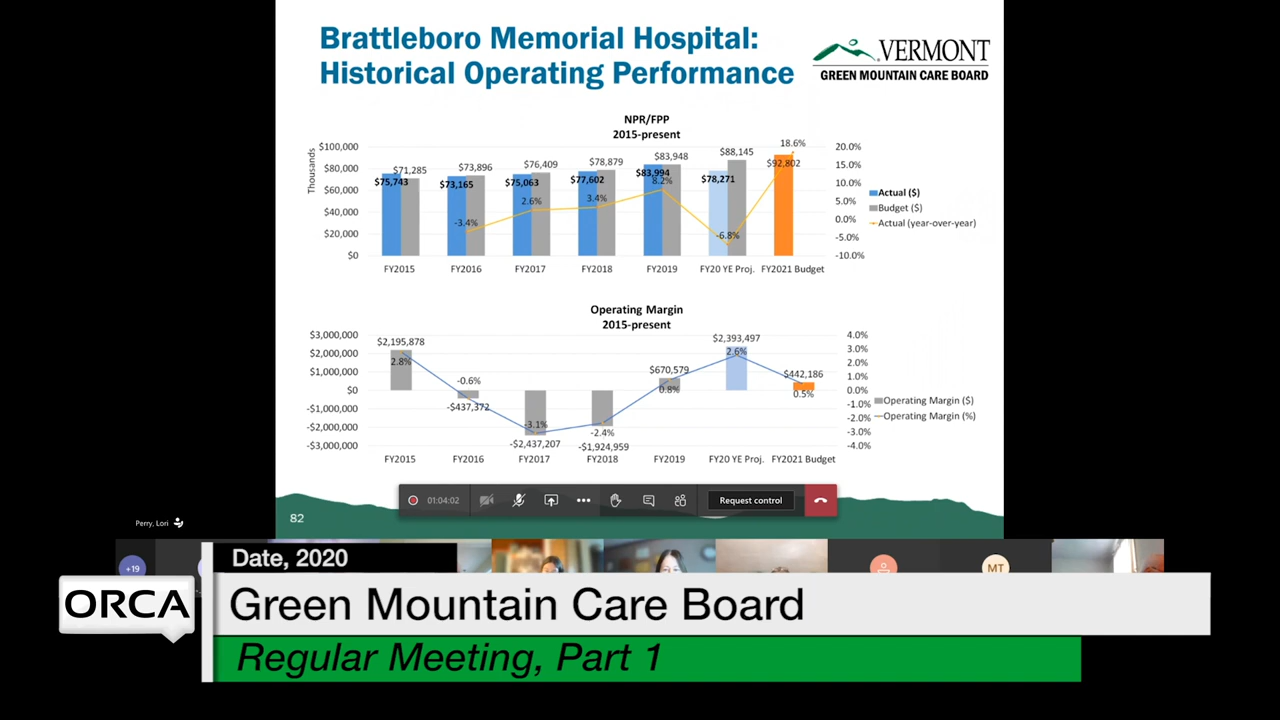 Brattleboro Memorial Hospital:
Historical Operating Performance
VERMONT
GREEN MOUNTAIN CARE BOARD
NPR/FPP
2015-present
Thousands
$100,000
$80,000
$60,000
$40,000
$20,000
$0
$75,743
$71,285
$73,165
$73,896
$75,063
$76,409
$77,602
$78,879
$83,994
$83,948
$78,271
$88,145
$92,802
-3.4%
2.6%
3.4%
8.2%
-6.8%
18.6%
20.0%
15.0%
10.0%
5.0%
0.0%
-5.0%
-10.0%
FY2015 FY2016 FY2017 FY2018 FY2019 FY20 YE Proj. FY2021 Budget
Actual ($)
Budget ($)
Actual (year-over-year)
Operating Margin
2015-present
$3,000,000
$2,000,000
$1,000,000
$0
-$1,000,000
-$2,000,000
-$3,000,000
$2,195,878
2.8%
-0.6%
-$437,372
-3.1%
-$2,437,207
-2.4%
-$1,924,959
$670,579
0.8%
$2,393,497
2.6%
$442,186
0.5%
4.0%
3.0%
2.0%
1.0%
0.0%
-1.0%
-2.0%
-3.0%
-4.0%
FY2015 FY2016 FY2017 FY2018 FY2019 FY20 YE Proj. FY2021 Budget
Operating Margin ($)
Operating Margin (%)
01:04:02
Request control
82
Perry, Lori
+19
MT
Date, 2020
ORCA
Green Mountain Care Board
Regular Meeting, Part 1